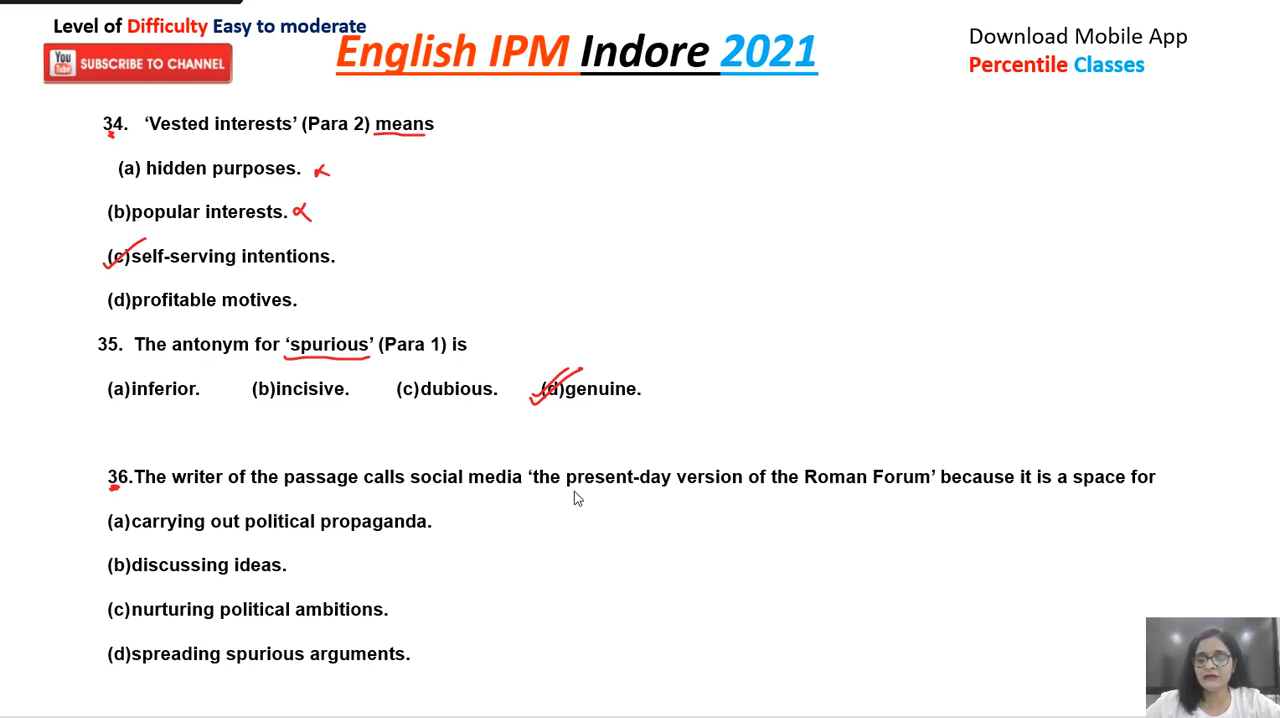 Level of Difficulty Easy to moderate
You Tube SUBSCRIBE TO CHANNEL
English IPM Indore 2021
Download Mobile App
Percentile Classes
34. ‘Vested interests’ (Para 2) means
(a) hidden purposes.
(b)popular interests.
(c)self-serving intentions.
(d)profitable motives.
35. The antonym for ‘spurious’ (Para 1) is
(a)inferior. (b)incisive. (c)dubious. (d)genuine.
36.The writer of the passage calls social media ‘the present-day version of the Roman Forum’ because it is a space for
(a)carrying out political propaganda.
(b)discussing ideas.
(c)nurturing political ambitions.
(d)spreading spurious arguments.